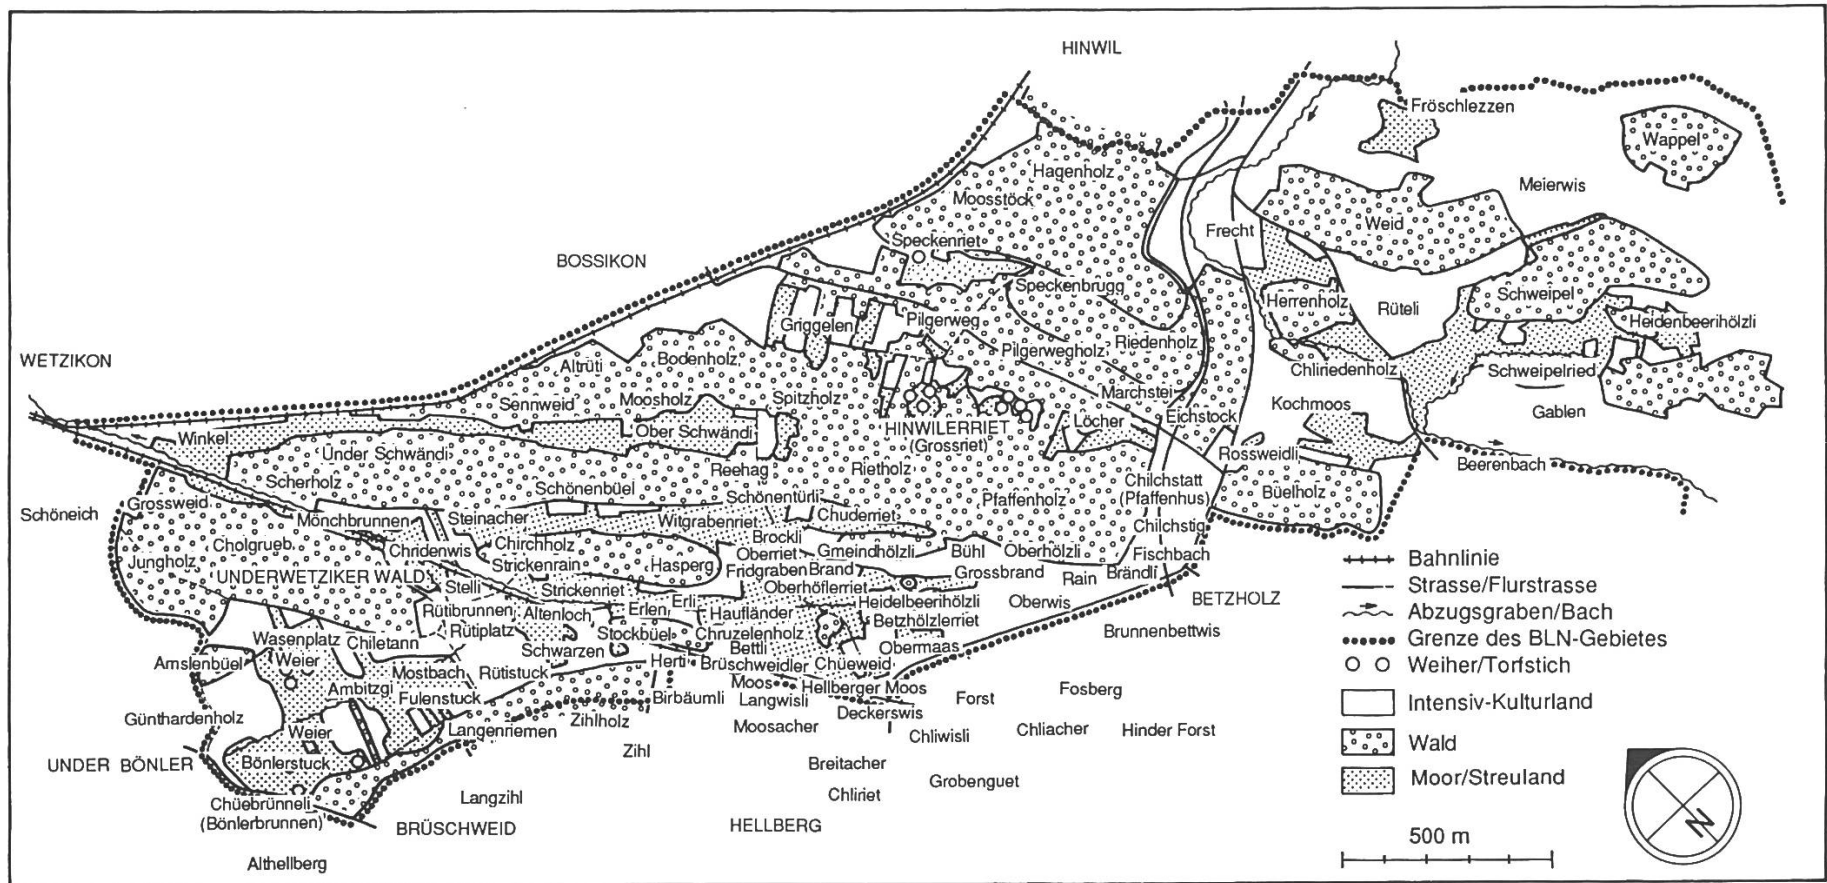 HINWIL
Fröschlezzen
Wappel
Hagenholz
Meierwis
Moosstöck
Weid
Frecht
Speckenriet
BOSSIKON
Speckenbrugg
Herrenholz
Schweipel
Rüteli
Griggelen
Pilgerweg
Heidenbeerihölzli
Riedenholz
Pilgerwegholz
WETZIKON
Bodenholz
Altrüti
Chliriedenholz
Schweipelried
Marchstei
Moosholz
Spitzholz
Sennweid
Kochmoos
Gablen
Eichstock
Löcher
HINWILERRIET
(Grossriet)
Winkel
Ober Schwändi
Under Schwändi
Rossweidli
Beerenbach
Reehag
Rietholz
Scherholz
Chilchstatt
(Pfaffenhus)
Schönenbüel
Büelholz
Schönentürli
Pfaffenholz
Grossweid
Schöneich
Mönchbrunnen
Steinacher
Witgrabenriet
Chuderriet
Chilchstig
Brockli
Cholgrueb
Chridenwis
Chirchholz
Oberriet
Gmeindhölzli
Bühl
Oberhölzli
Fischbach
Jungholz
Strickenrain
Hasperg
Fridgraben
Brand
Grossbrand
Rain
Brändli
UNDERWETZIKER WALD
Stelli
Strickenriet
Oberhöflerriet
Erli
Heidelbeerihölzli
Oberwis
BETZHOLZ
Rütibrunnen
Altenloch
Erlen
Haufländer
Betzhölzlerriet
Wasenplatz
Chiletann
Rütiplatz
Stockbüel
Chruzelenholz
Brunnenbettwis
Schwarzen
Bettli
Obermaas
Amslenbüel
Weier
Mostbach
Rütistuck
Herti
Brüschweidler
Moos
Chüeweid
Ambitzgi
Fulenstuck
Birbäumli
Langwisli
Hellberger Moos
Forst
Fosberg
Günthardenholz
Zihlholz
Deckerswis
Weier
Langenriemen
Moosacher
Chliwisli
Chliacher
Hinder Forst
Zihl
UNDER BÖNLER
Bönlerstuck
Breitacher
Grobenguet
Chüebrünneli
(Bönlerbrunnen)
Langzihl
Chliriet
BRÜSCHWEID
HELLBERG
Althellberg
Bahnlinie
Strasse/Flurstrasse
Abzugsgraben/Bach
Grenze des BLN-Gebietes
Weiher/Torfstich
Intensiv-Kulturland
Wald
Moor/Streuland
500 m
N